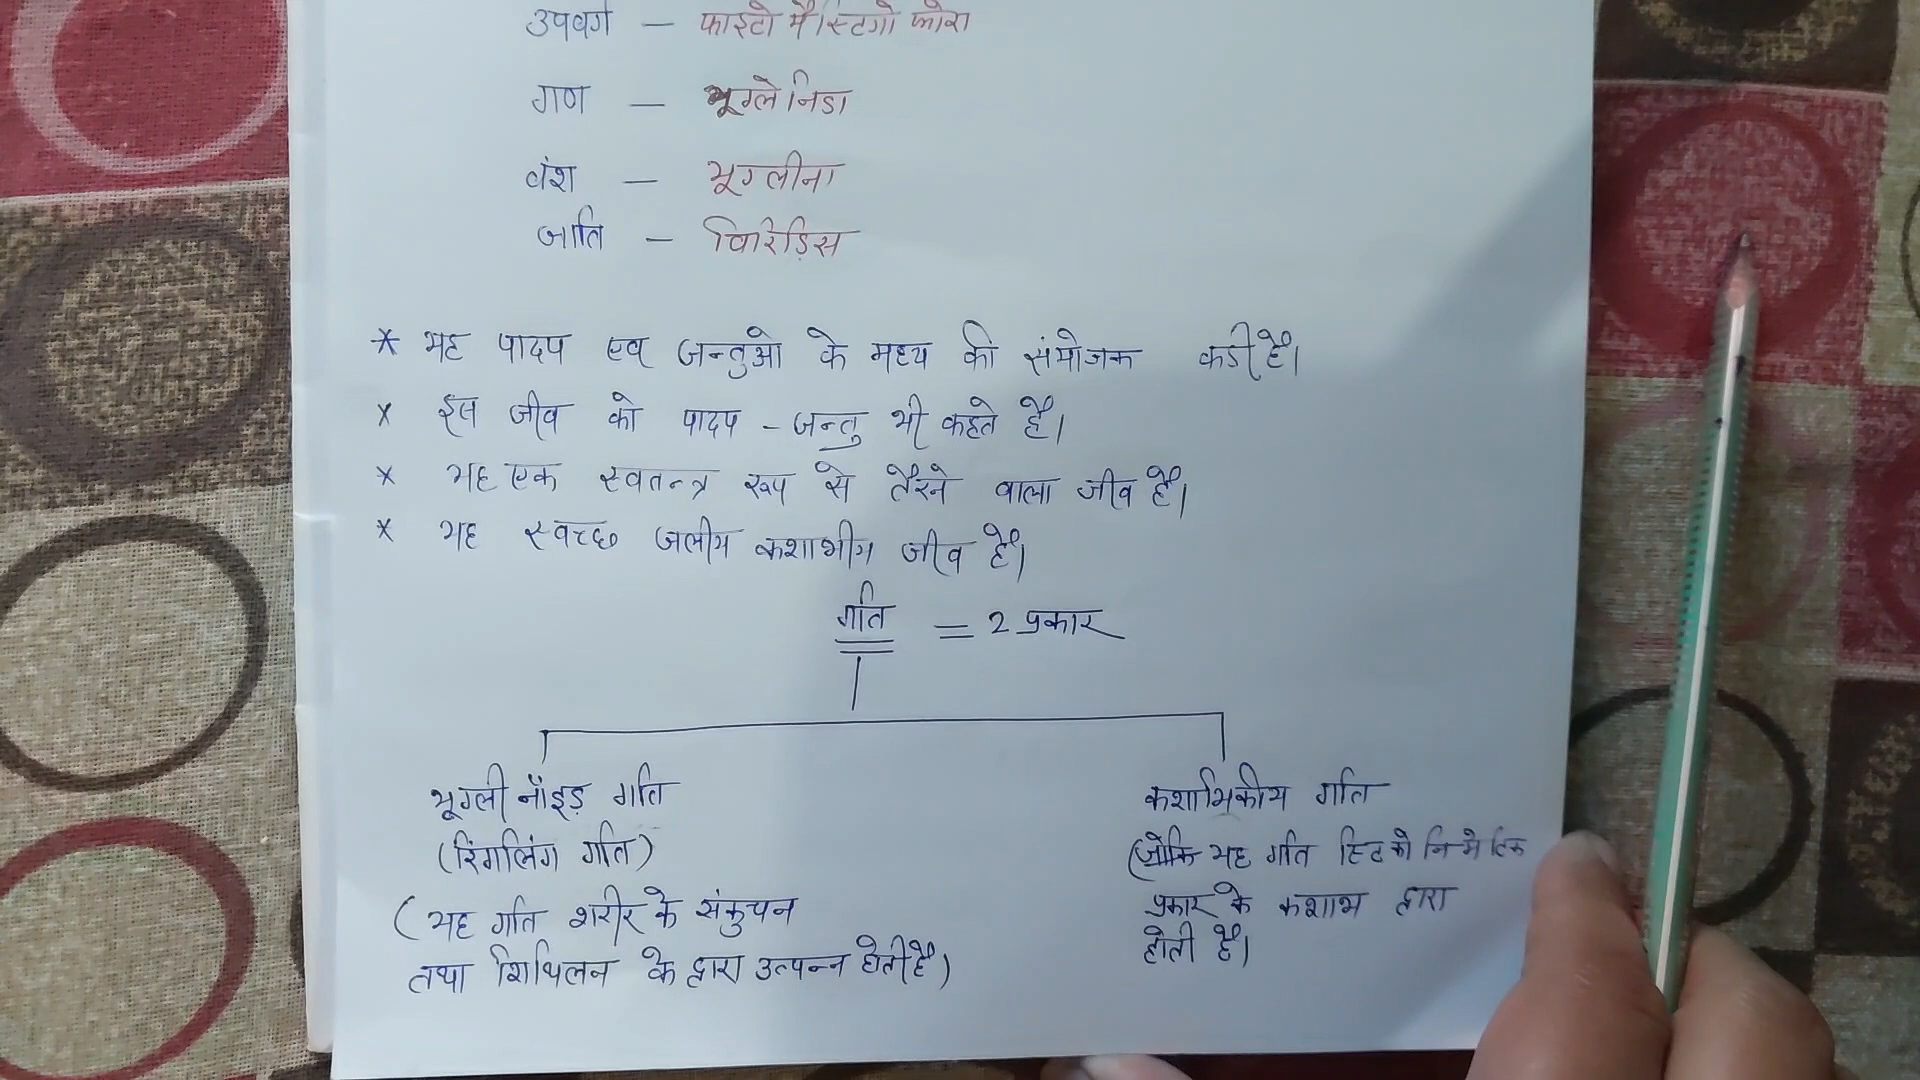 उपवर्ग – फाइटो मैस्टिगो फोरा
गण – यूग्लेनिडा
वंश – यूग्लीना
जाति – विरिडिस
* यह पादप एव जन्तुओ के मध्य की संयोजक कडी है।
* इस जीव को पादप - जन्तु भी कहते है।
* यह एक स्वतन्त्र रूप से तैरने वाला जीव है।
* यह स्वच्छ जलीय कशाभीय जीव है।
गति = 2 प्रकार
यूग्लीनॉइड़ गति
(रिंगलिंग गति)
(यह गति शरीर के संकुचन
तथा शिथिलन के द्वारा उत्पन्न होती है)
कशाभिकीय गति
(जोकि यह गति स्टिको निमेटिक
प्रकार के कशाभ द्वारा
होती है।